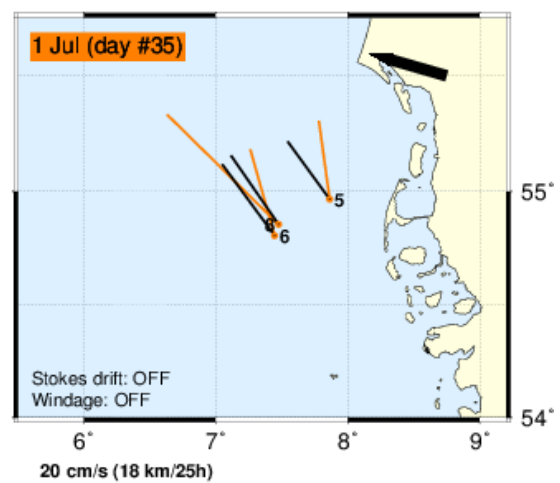 1 Jul (day #35)
5
6
55°
Stokes drift: OFF
Windage: OFF
54°
6° 7° 8° 9°
20 cm/s (18 km/25h)